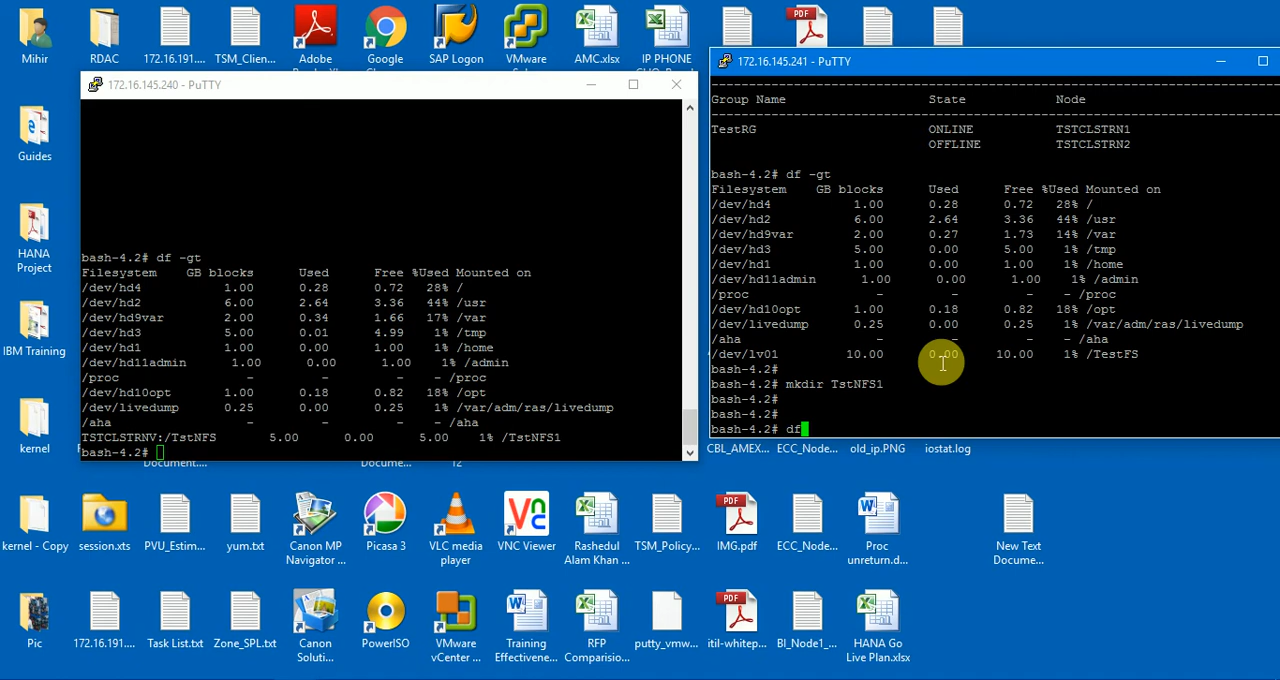 Mihir
RDAC
172.16.191....
TSM_Clien...
Adobe
Google
SAP Logon
VMware
AMC.xlsx
IP PHONE
PDF
Guides
HANA
Project
IBM Training
kernel
172.16.145.240 - PuTTY
bash-4.2# df -gt
Filesystem    GB blocks      Used      Free %Used Mounted on
/dev/hd4           1.00      0.28      0.72   28% /
/dev/hd2           6.00      2.64      3.36   44% /usr
/dev/hd9var        2.00      0.34      1.66   17% /var
/dev/hd3           5.00      0.01      4.99    1% /tmp
/dev/hd1           1.00      0.00      1.00    1% /home
/dev/hd11admin      1.00      0.00      1.00    1% /admin
/proc                 -         -         -     - /proc
/dev/hd10opt       1.00      0.18      0.82   18% /opt
/dev/livedump      0.25      0.00      0.25    1% /var/adm/ras/livedump
/aha                  -         -         -     - /aha
TSTCLSTRNV:/TstNFS      5.00      0.00      5.00    1% /TstNFS1
bash-4.2#
172.16.145.241 - PuTTY
Group Name                   State            Node
TestRG                       ONLINE           TSTCLSTRN1
OFFLINE          TSTCLSTRN2
bash-4.2# df -gt
Filesystem    GB blocks      Used      Free %Used Mounted on
/dev/hd4           1.00      0.28      0.72   28% /
/dev/hd2           6.00      2.64      3.36   44% /usr
/dev/hd9var        2.00      0.27      1.73   14% /var
/dev/hd3           5.00      0.00      5.00    1% /tmp
/dev/hd1           1.00      0.00      1.00    1% /home
/dev/hd11admin      1.00      0.00      1.00    1% /admin
/proc                 -         -         -     - /proc
/dev/hd10opt       1.00      0.18      0.82   18% /opt
/dev/livedump      0.25      0.00      0.25    1% /var/adm/ras/livedump
/aha                  -         -         -     - /aha
/dev/lv01         10.00      0.00     10.00    1% /TestFS
bash-4.2#
bash-4.2# mkdir TstNFS1
bash-4.2#
bash-4.2#
bash-4.2# df
Document...
Docume...
12
CBL_AMEX...
ECC_Node...
old_ip.PNG
iostat.log
kernel - Copy
session.xts
PVU_Estim...
yum.txt
Canon MP
Navigator ...
Picasa 3
VLC media
player
VNC Viewer
Rashedul
Alam Khan ...
TSM_Policy...
PDF
IMG.pdf
ECC_Node...
Proc
unreturn.d...
New Text
Docume...
Pic
172.16.191....
Task List.txt
Zone_SPL.txt
Canon
Soluti...
PowerISO
VMware
vCenter ...
Training
Effectivene...
RFP
Comparision...
putty_vmw...
PDF
itil-whitep...
BI_Node1_...
HANA Go
Live Plan.xlsx